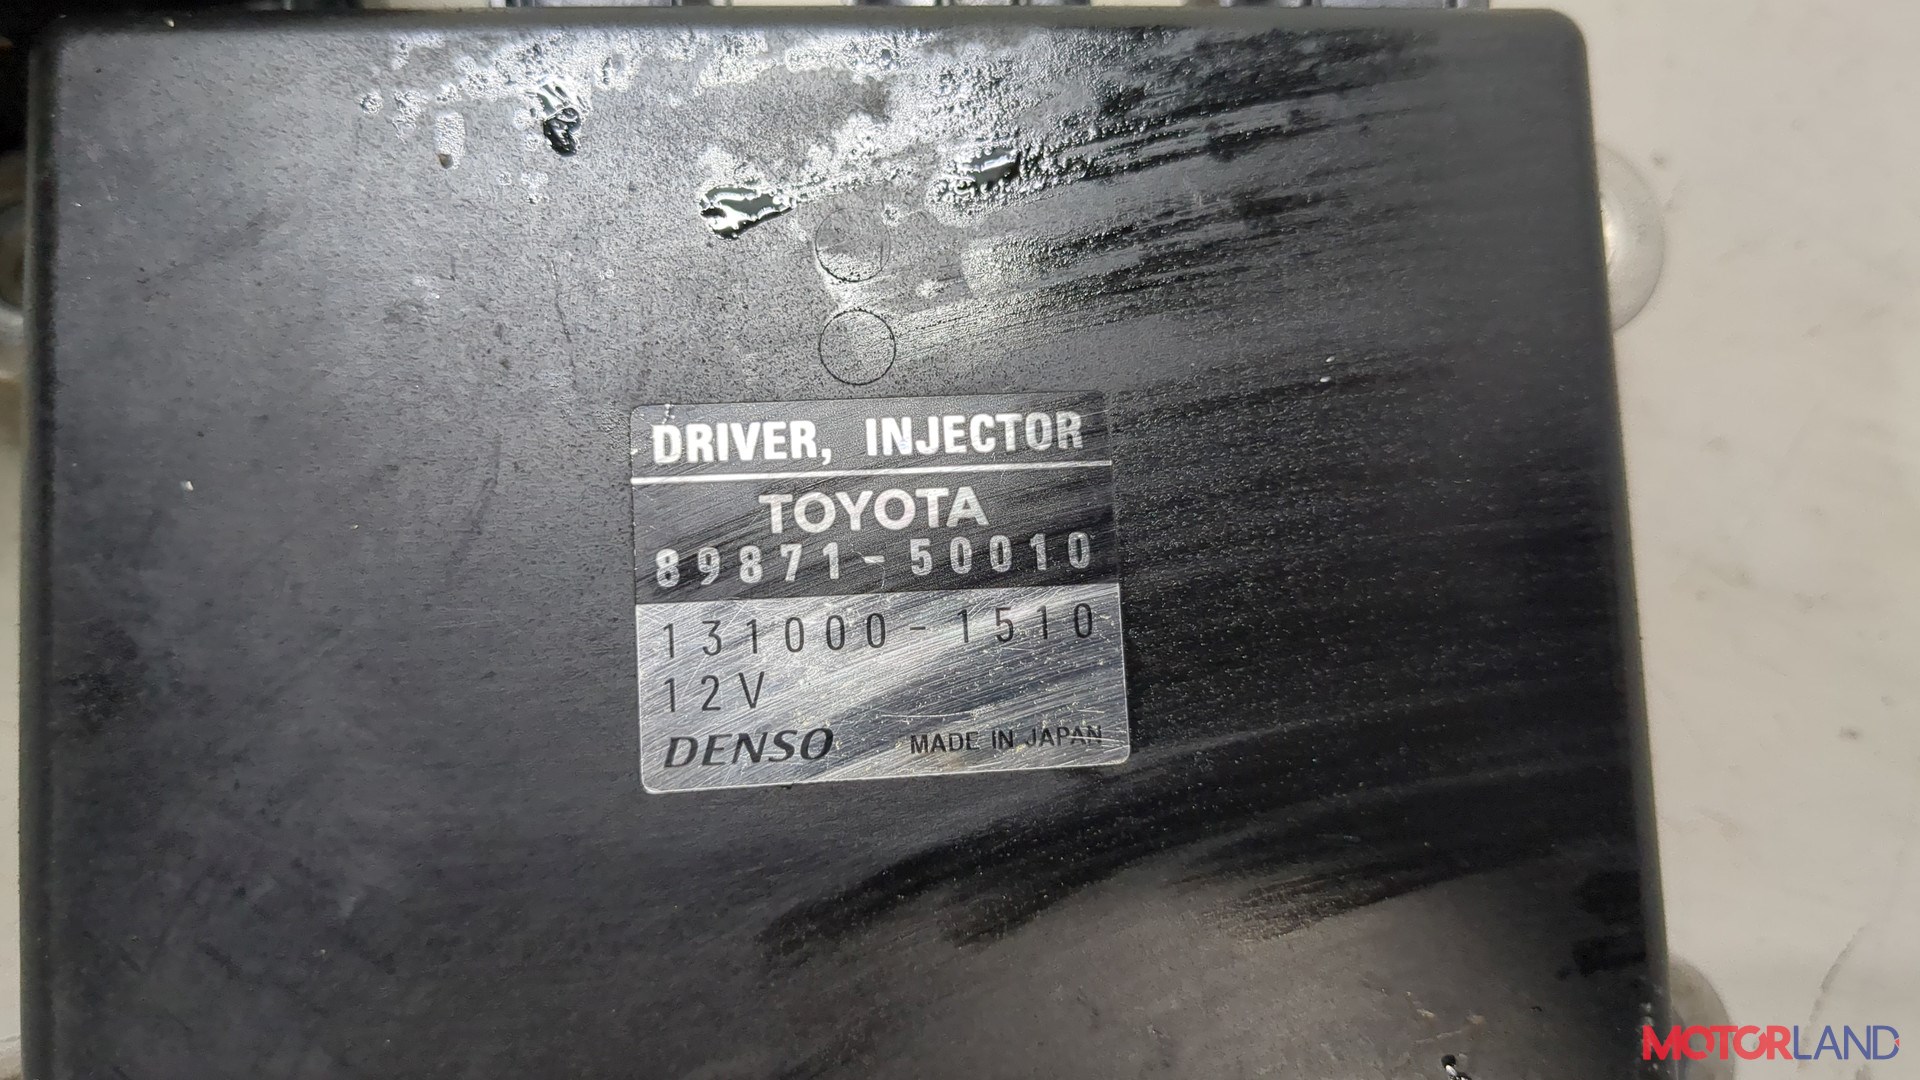 DRIVER, INJECTOR
TOYOTA
89871-50010
131000-1510
12V
DENSO MADE IN JAPAN
MOTORLAND